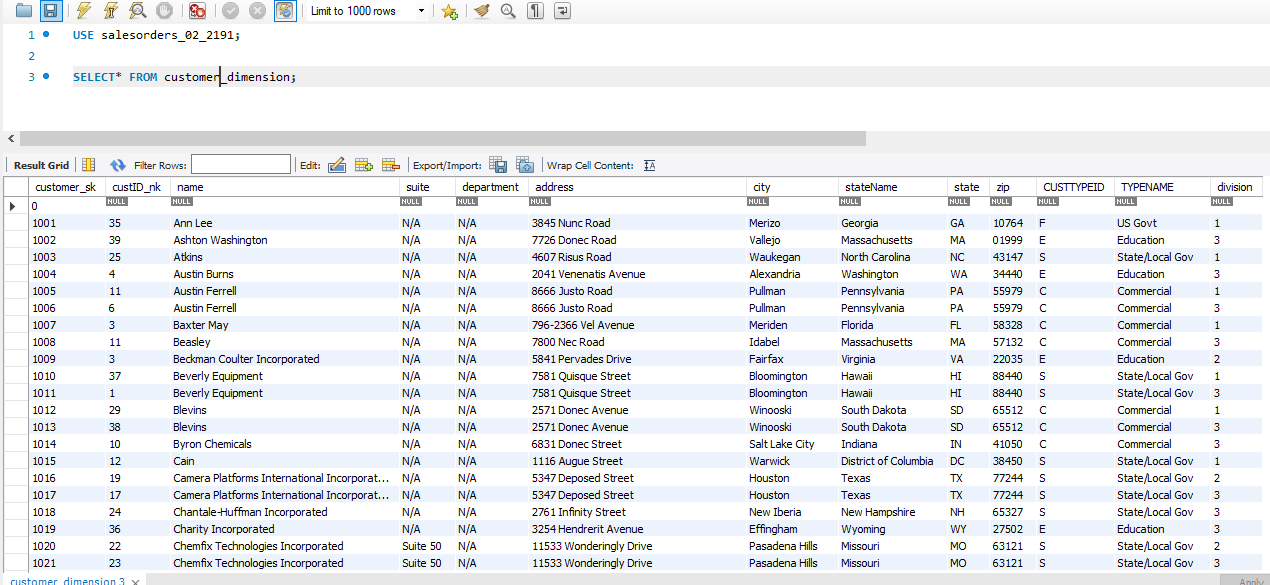 Limit to 1000 rows
1 USE salesorders_02_2191;
2
3 SELECT* FROM customer_dimension;
Result Grid Filter Rows: Edit: Export/Import: Wrap Cell Content:
customer_sk custID_nk name suite department address city stateName state zip CUSTTYPEID TYPENAME division
0 NULL NULL NULL NULL NULL NULL NULL NULL NULL NULL NULL NULL
1001 35 Ann Lee N/A N/A 3845 Nunc Road Merizo Georgia GA 10764 F US Govt 1
1002 39 Ashton Washington N/A N/A 7726 Donec Road Vallejo Massachusetts MA 01999 E Education 3
1003 25 Atkins N/A N/A 4607 Risus Road Waukegan North Carolina NC 43147 S State/Local Gov 1
1004 4 Austin Burns N/A N/A 2041 Venenatis Avenue Alexandria Washington WA 34440 E Education 3
1005 11 Austin Ferrell N/A N/A 8666 Justo Road Pullman Pennsylvania PA 55979 C Commercial 1
1006 6 Austin Ferrell N/A N/A 8666 Justo Road Pullman Pennsylvania PA 55979 C Commercial 3
1007 3 Baxter May N/A N/A 796-2366 Vel Avenue Meriden Florida FL 58328 C Commercial 1
1008 11 Beasley N/A N/A 7800 Nec Road Idabel Massachusetts MA 57132 C Commercial 3
1009 3 Beckman Coulter Incorporated N/A N/A 5841 Pervades Drive Fairfax Virginia VA 22035 E Education 2
1010 37 Beverly Equipment N/A N/A 7581 Quisque Street Bloomington Hawaii HI 88440 S State/Local Gov 1
1011 1 Beverly Equipment N/A N/A 7581 Quisque Street Bloomington Hawaii HI 88440 S State/Local Gov 3
1012 29 Blevins N/A N/A 2571 Donec Avenue Winooski South Dakota SD 65512 C Commercial 1
1013 38 Blevins N/A N/A 2571 Donec Avenue Winooski South Dakota SD 65512 C Commercial 3
1014 10 Byron Chemicals N/A N/A 6831 Donec Street Salt Lake City Indiana IN 41050 C Commercial 3
1015 12 Cain N/A N/A 1116 Augue Street Warwick District of Columbia DC 38450 S State/Local Gov 1
1016 19 Camera Platforms International Incorporat... N/A N/A 5347 Deposed Street Houston Texas TX 77244 S State/Local Gov 2
1017 17 Camera Platforms International Incorporat... N/A N/A 5347 Deposed Street Houston Texas TX 77244 S State/Local Gov 3
1018 24 Chantale-Huffman Incorporated N/A N/A 2761 Infinity Street New Iberia New Hampshire NH 65327 S State/Local Gov 3
1019 36 Charity Incorporated N/A N/A 3254 Hendrerit Avenue Effingham Wyoming WY 27502 E Education 3
1020 22 Chemfix Technologies Incorporated Suite 50 N/A 11533 Wonderingly Drive Pasadena Hills Missouri MO 63121 S State/Local Gov 2
1021 23 Chemfix Technologies Incorporated Suite 50 N/A 11533 Wonderingly Drive Pasadena Hills Missouri MO 63121 S State/Local Gov 3
customer_dimension 3 Apply